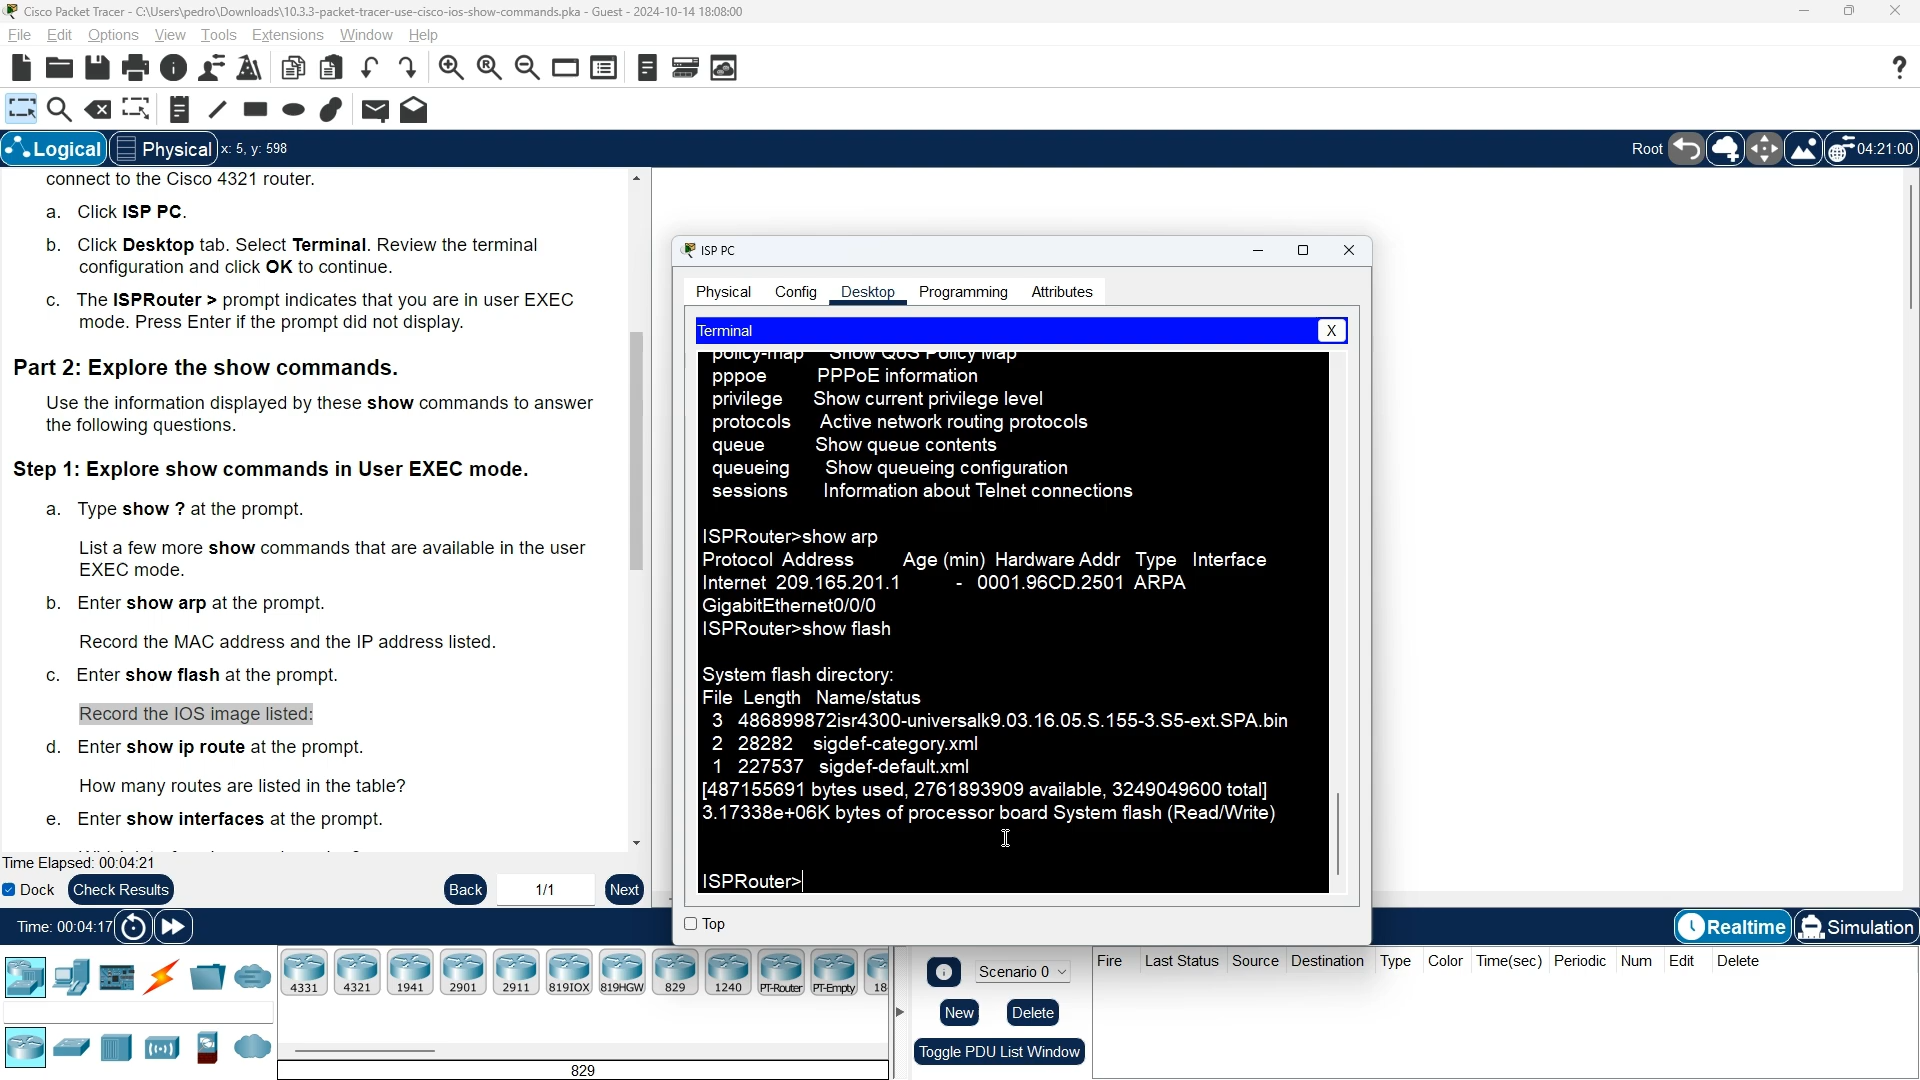 Cisco Packet Tracer - C:\Users\pedro\Downloads\10.3.3-packet-tracer-use-cisco-ios-show-commands.pka - Guest - 2024-10-14 18:08:00
File Edit Options View Tools Extensions Window Help
Logical Physical x: 5, y: 598 Root 04:21:00
connect to the Cisco 4321 router.
a. Click ISP PC.
b. Click Desktop tab. Select Terminal. Review the terminal
configuration and click OK to continue.
c. The ISPRouter > prompt indicates that you are in user EXEC
mode. Press Enter if the prompt did not display.
Part 2: Explore the show commands.
Use the information displayed by these show commands to answer
the following questions.
Step 1: Explore show commands in User EXEC mode.
a. Type show ? at the prompt.
List a few more show commands that are available in the user
EXEC mode.
b. Enter show arp at the prompt.
Record the MAC address and the IP address listed.
c. Enter show flash at the prompt.
Record the IOS image listed:
d. Enter show ip route at the prompt.
How many routes are listed in the table?
e. Enter show interfaces at the prompt.
Time Elapsed: 00:04:21
Dock Check Results Back 1/1 Next
ISP PC
Physical Config Desktop Programming Attributes
Terminal X
policy-map Show QoS Policy Map
pppoe PPPoE information
privilege Show current privilege level
protocols Active network routing protocols
queue Show queue contents
queueing Show queueing configuration
sessions Information about Telnet connections
ISPRouter>show arp
Protocol Address Age (min) Hardware Addr Type Interface
Internet 209.165.201.1 - 0001.96CD.2501 ARPA
GigabitEthernet0/0/0
ISPRouter>show flash
System flash directory:
File Length Name/status
3 486899872isr4300-universalk9.03.16.05.S.155-3.S5-ext.SPA.bin
2 28282 sigdef-category.xml
1 227537 sigdef-default.xml
[487155691 bytes used, 2761893909 available, 3249049600 total]
3.17338e+06K bytes of processor board System flash (Read/Write)
ISPRouter>
Top
Time: 00:04:17 Realtime Simulation
4331 4321 1941 2901 2911 819IOX 819HGW 829 1240 PT-Router PT-Empty 18
829
Scenario 0
New Delete
Toggle PDU List Window
Fire Last Status Source Destination Type Color Time(sec) Periodic Num Edit Delete